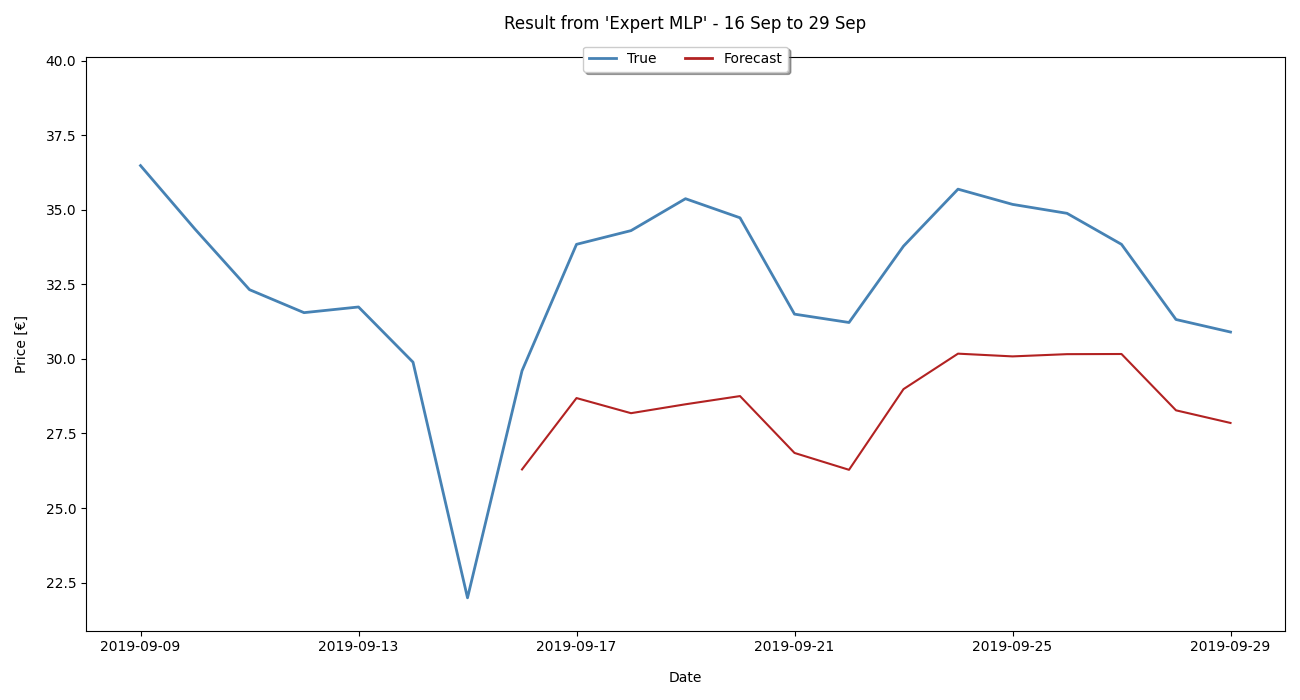 Result from 'Expert MLP' - 16 Sep to 29 Sep
True Forecast
40.0
37.5
35.0
32.5
30.0
27.5
25.0
22.5
Price [€]
2019-09-09 2019-09-13 2019-09-17 2019-09-21 2019-09-25 2019-09-29
Date